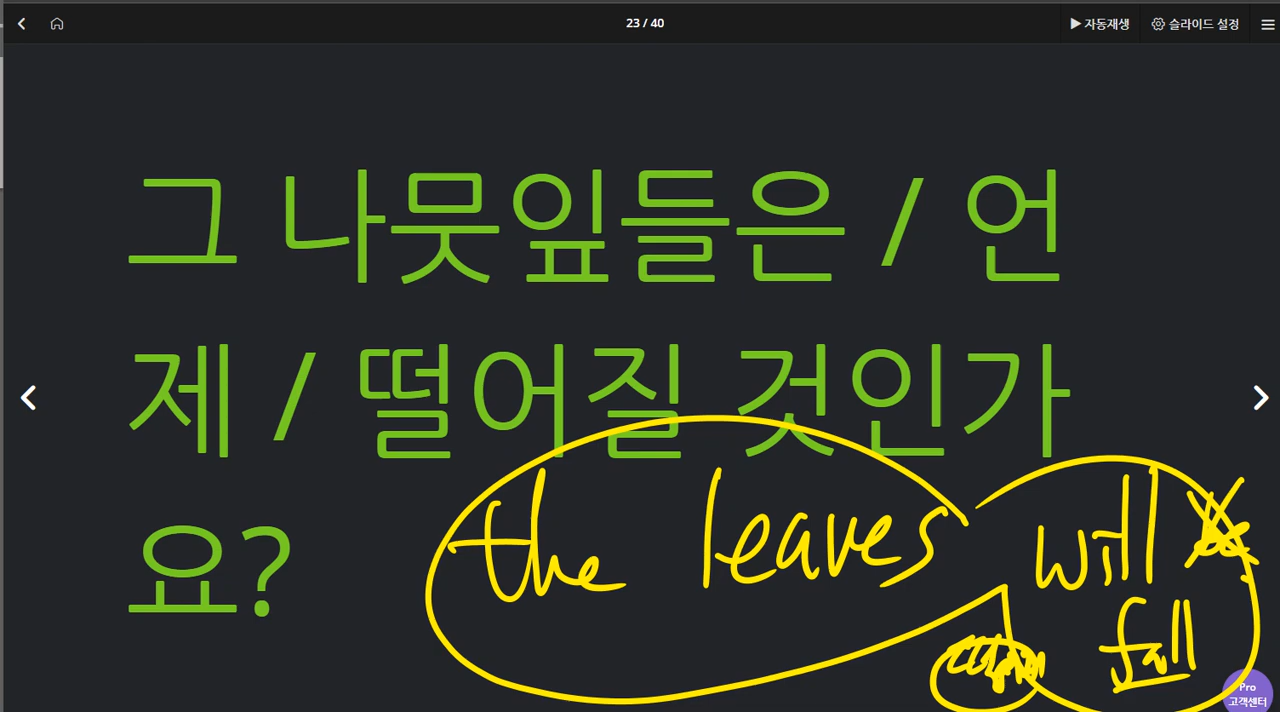 23 / 40
▶ 자동재생
슬라이드 설정
그 나뭇잎들은 / 언
제 / 떨어질 것인가
요?
the leaves will
fall
Pro
고객센터